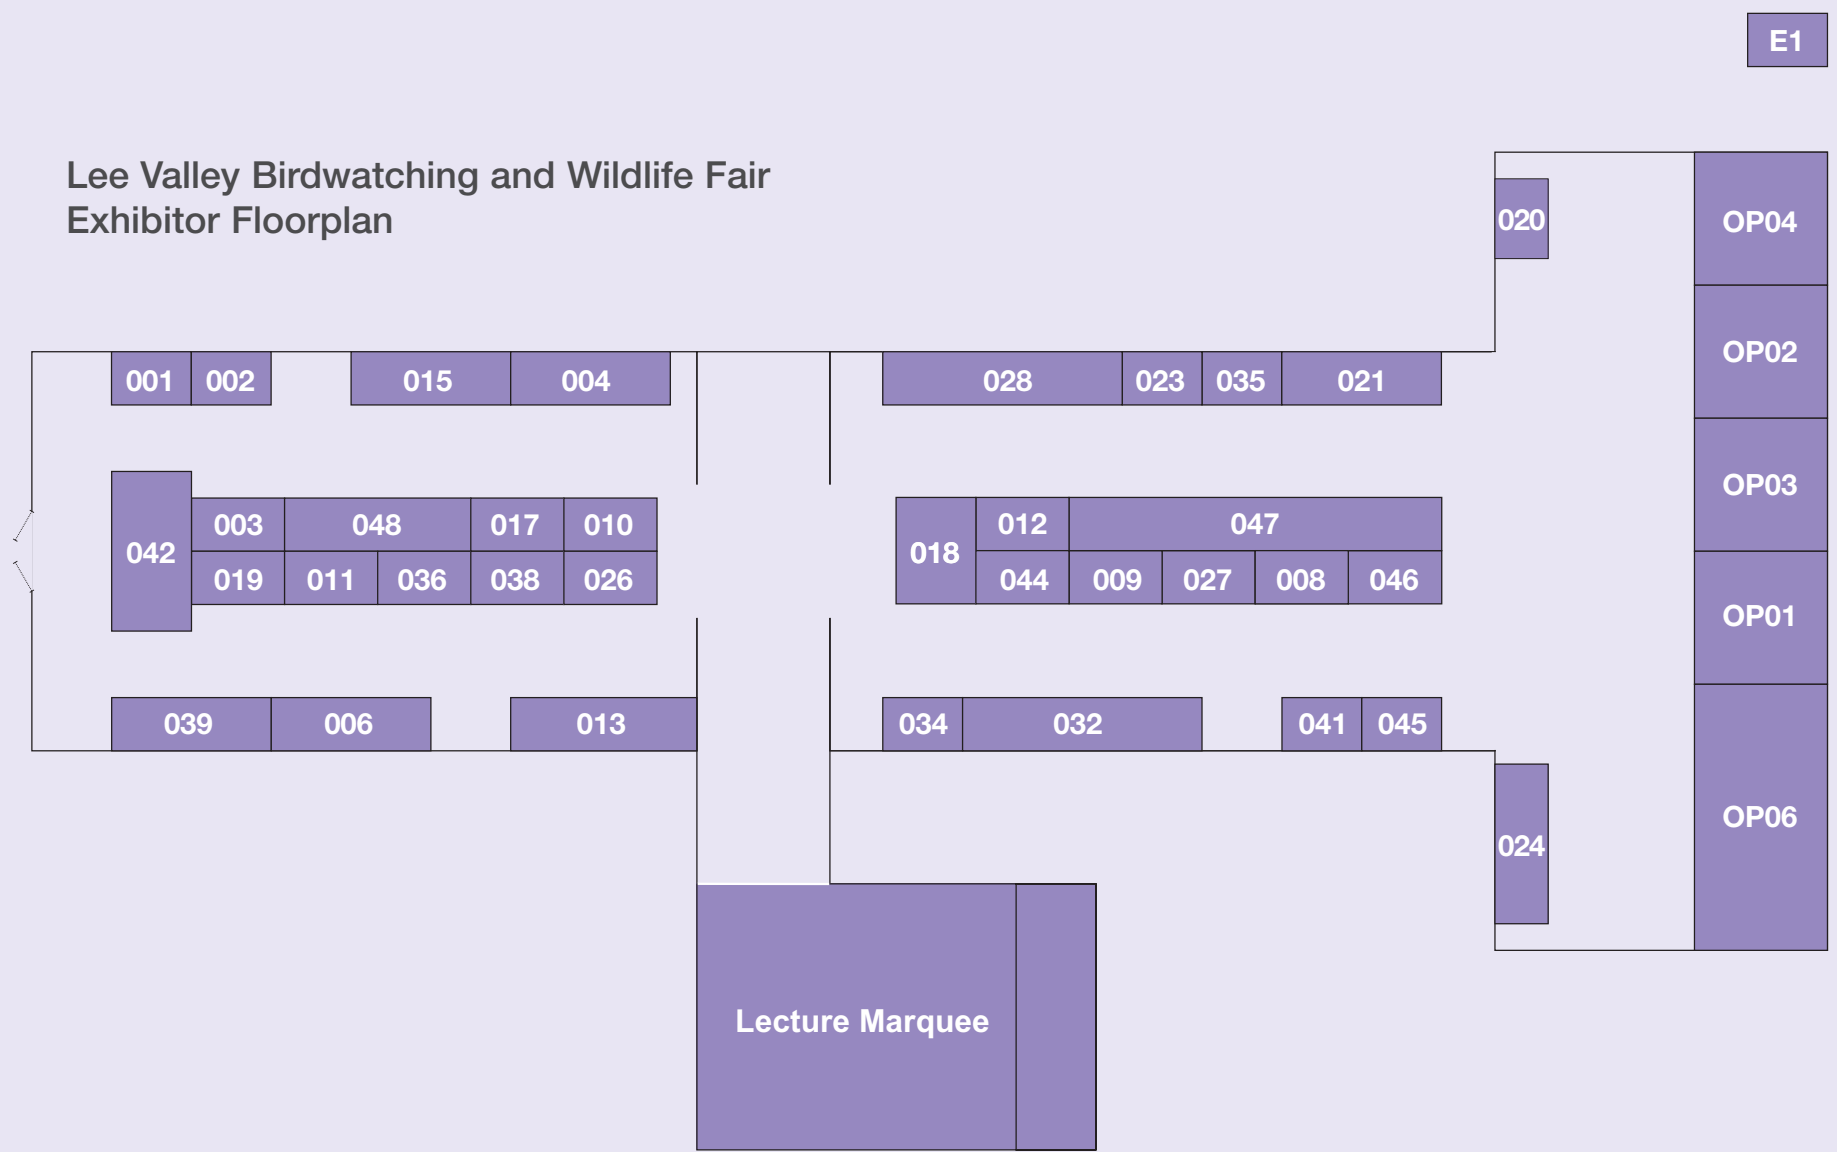 E1
Lee Valley Birdwatching and Wildlife Fair
Exhibitor Floorplan
020
OP04
OP02
001 002 015 004 028 023 035 021
OP03
003 048 017 010 012 047
042 018
019 011 036 038 026 044 009 027 008 046
OP01
039 006 013 034 032 041 045
OP06
024
Lecture Marquee